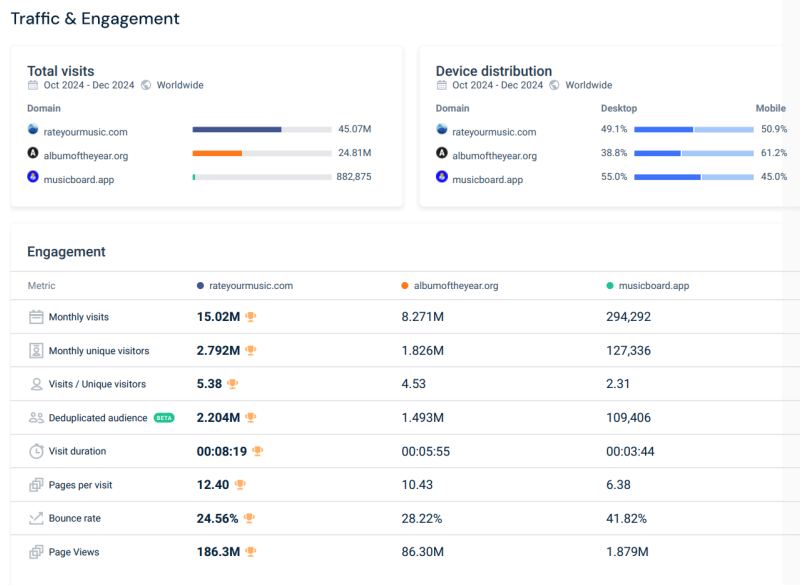 Traffic & Engagement
Total visits
Oct 2024 - Dec 2024 Worldwide
Domain
rateyourmusic.com 45.07M
albumoftheyear.org 24.81M
musicboard.app 882,875
Device distribution
Oct 2024 - Dec 2024 Worldwide
Domain Desktop Mobile
rateyourmusic.com 49.1% 50.9%
albumoftheyear.org 38.8% 61.2%
musicboard.app 55.0% 45.0%
Engagement
Metric rateyourmusic.com albumoftheyear.org musicboard.app
Monthly visits 15.02M 8.271M 294,292
Monthly unique visitors 2.792M 1.826M 127,336
Visits / Unique visitors 5.38 4.53 2.31
Deduplicated audience BETA 2.204M 1.493M 109,406
Visit duration 00:08:19 00:05:55 00:03:44
Pages per visit 12.40 10.43 6.38
Bounce rate 24.56% 28.22% 41.82%
Page Views 186.3M 86.30M 1.879M